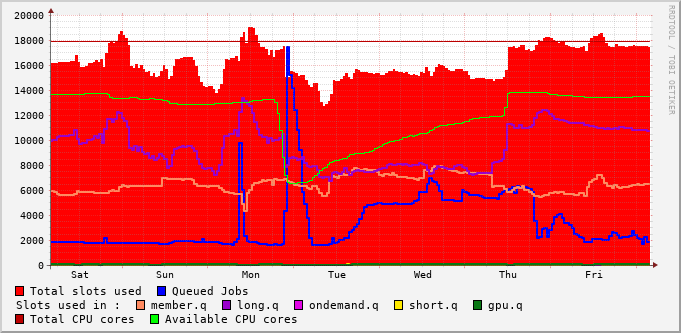 RRDTOOL / TOBI OETIKER
20000
18000
16000
14000
12000
10000
8000
6000
4000
2000
0
Sat Sun Mon Tue Wed Thu Fri
Total slots used Queued Jobs
Slots used in : member.q long.q ondemand.q short.q gpu.q
Total CPU cores Available CPU cores